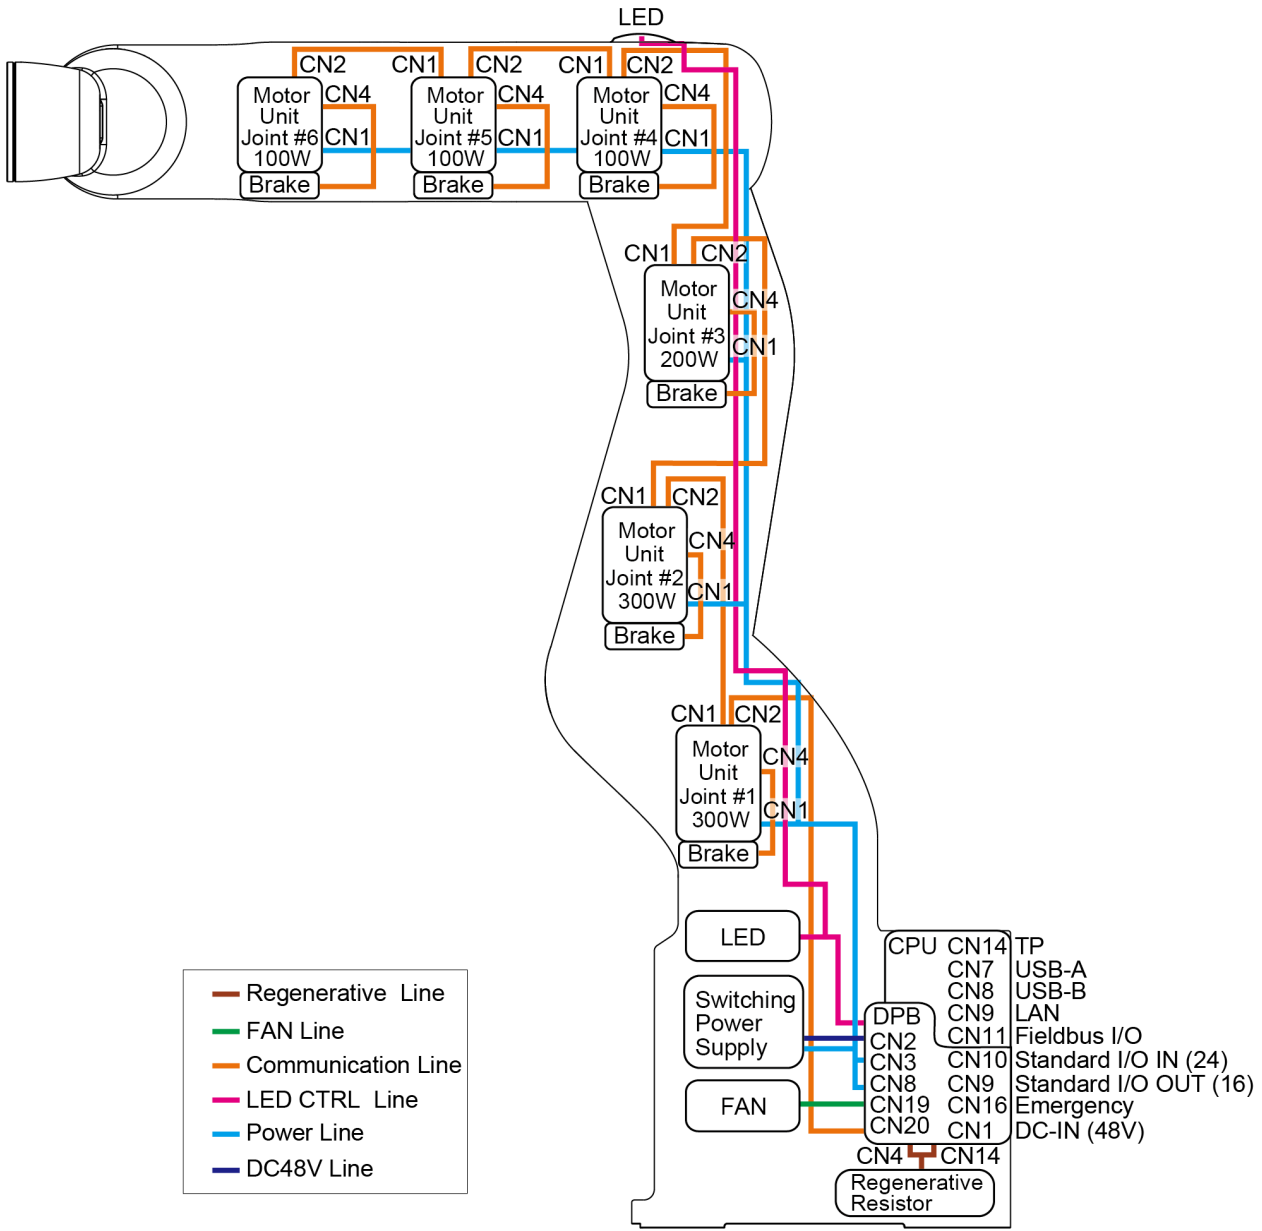 LED
CN2
CN1
CN2
CN1
CN2
Motor
Unit
Joint #6
100W
CN4
CN1
Brake
Motor
Unit
Joint #5
100W
CN4
CN1
Brake
Motor
Unit
Joint #4
100W
CN4
CN1
Brake
CN1
CN2
Motor
Unit
Joint #3
200W
CN4
CN1
Brake
CN1
CN2
Motor
Unit
Joint #2
300W
CN4
CN1
Brake
CN1
CN2
Motor
Unit
Joint #1
300W
CN4
CN1
Brake
LED
Switching
Power
Supply
FAN
CPU
CN14 TP
CN7 USB-A
CN8 USB-B
CN9 LAN
CN11 Fieldbus I/O
DPB
CN2
CN3
CN8
CN19
CN20
CN10 Standard I/O IN (24)
CN9 Standard I/O OUT (16)
CN16 Emergency
CN1 DC-IN (48V)
CN4
CN14
Regenerative
Resistor
Regenerative Line
FAN Line
Communication Line
LED CTRL Line
Power Line
DC48V Line